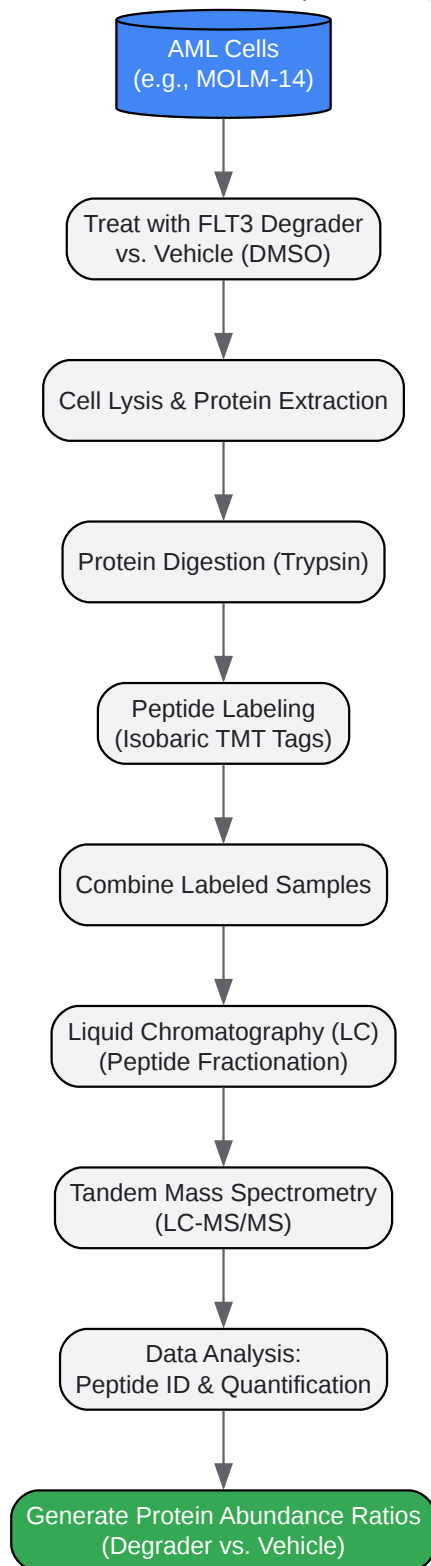 AML Cells
(e.g., MOLM-14)
Treat with FLT3 Degrader
vs. Vehicle (DMSO)
Cell Lysis & Protein Extraction
Protein Digestion (Trypsin)
Peptide Labeling
(Isobaric TMT Tags)
Combine Labeled Samples
Liquid Chromatography (LC)
(Peptide Fractionation)
Tandem Mass Spectrometry
(LC-MS/MS)
Data Analysis:
Peptide ID & Quantification
Generate Protein Abundance Ratios
(Degrader vs. Vehicle)